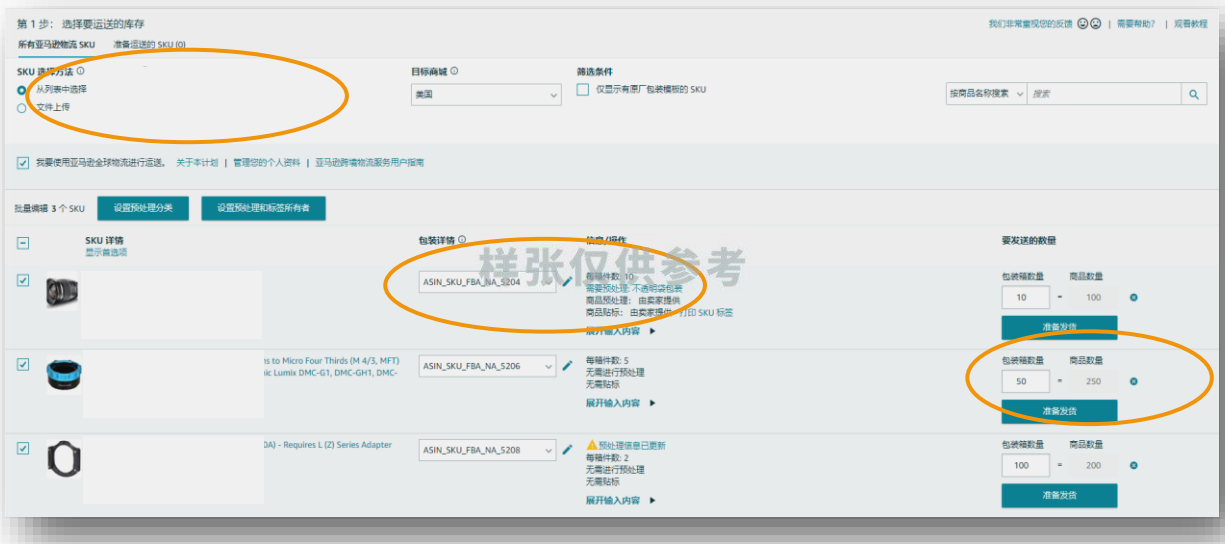 第 1 步： 选择要运送的库存
我们非常重视您的反馈 | 需要帮助? | 观看教程
所有亚马逊物流 SKU 准备运送的 SKU (0)
SKU 选择方法
从列表中选择
文件上传
目标商城
美国
筛选条件
仅显示有原厂包装模板的 SKU
按商品名称搜索 搜索
我要使用亚马逊全球物流进行运送。 关于本计划 | 管理您的个人资料 | 亚马逊跨境物流服务用户指南
批量编辑 3 个 SKU 设置预处理分类 设置预处理和标签所有者
SKU 详情
显示首选项
包装详情
信息/操作
要发送的数量
样张仅供参考
ASIN_SKU_FBA_NA_5204
每箱件数: 10
需要预处理: 不透明袋包装
商品预处理： 由卖家提供
商品贴标： 由卖家提供 打印 SKU 标签
展开输入内容
包装箱数量 商品数量
10 = 100
准备发货
ns to Micro Four Thirds (M 4/3, MFT)
ic Lumix DMC-G1, DMC-GH1, DMC-
ASIN_SKU_FBA_NA_5206
每箱件数: 5
无需进行预处理
无需贴标
展开输入内容
包装箱数量 商品数量
50 = 250
准备发货
0A) - Requires L (Z) Series Adapter
ASIN_SKU_FBA_NA_5208
预处理信息已更新
每箱件数: 2
无需进行预处理
无需贴标
展开输入内容
包装箱数量 商品数量
100 = 200
准备发货